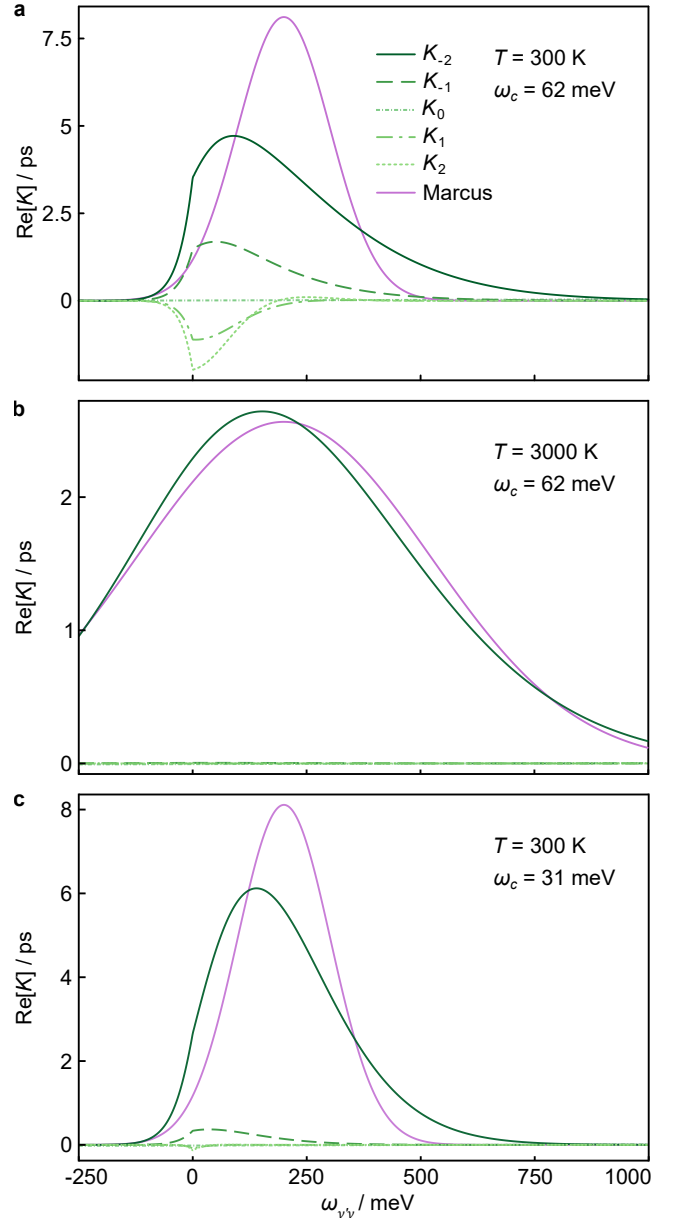 a
7.5
5
2.5
0
Re[K] / ps
K-2
K-1
K0
K1
K2
Marcus
T = 300 K
ωc = 62 meV
b
2
1
0
Re[K] / ps
T = 3000 K
ωc = 62 meV
c
8
6
4
2
0
Re[K] / ps
T = 300 K
ωc = 31 meV
-250 0 250 500 750 1000
ων'ν / meV